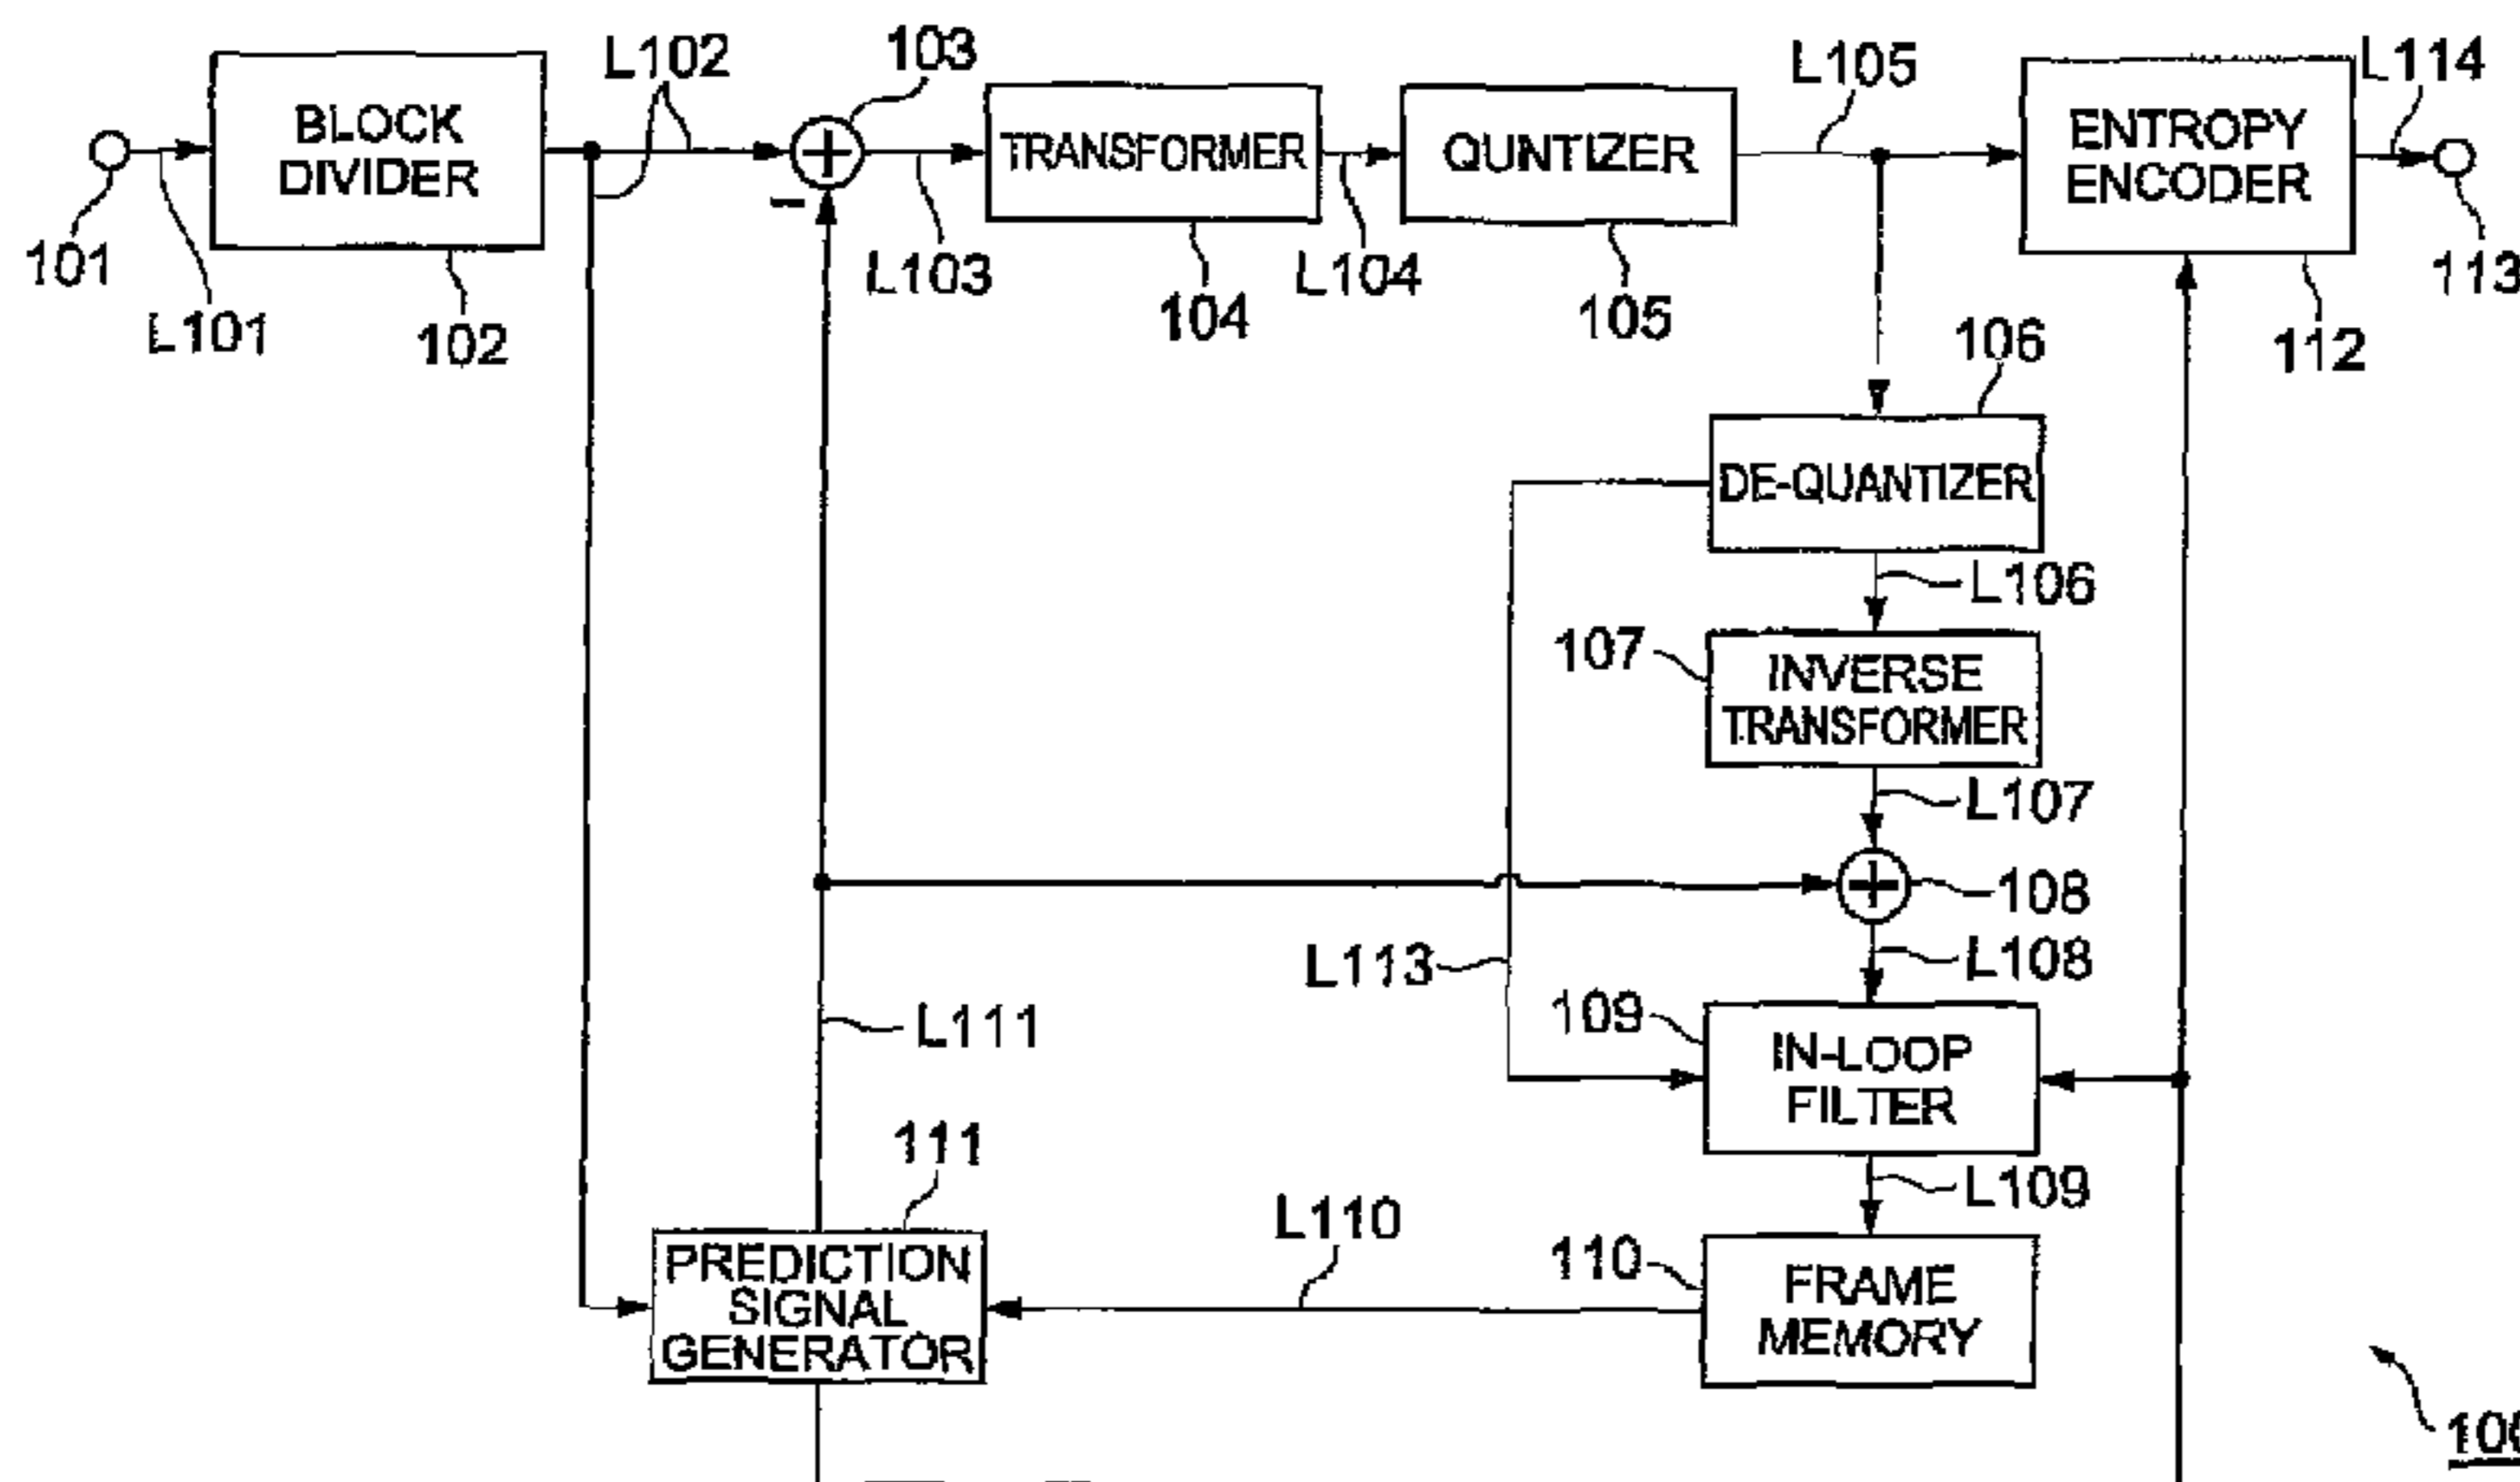 L102
103
L105
L114
BLOCK
DIVIDER
TRANSFORMER
QUNTIZER
ENTROPY
ENCODER
-
101
L101
102
L103
104
L104
105
106
112
113
DE-QUANTIZER
L106
107
INVERSE
TRANSFORMER
L107
108
L113
L108
109
IN-LOOP
FILTER
L111
111
L109
L110
110
PREDICTION
SIGNAL
GENERATOR
FRAME
MEMORY